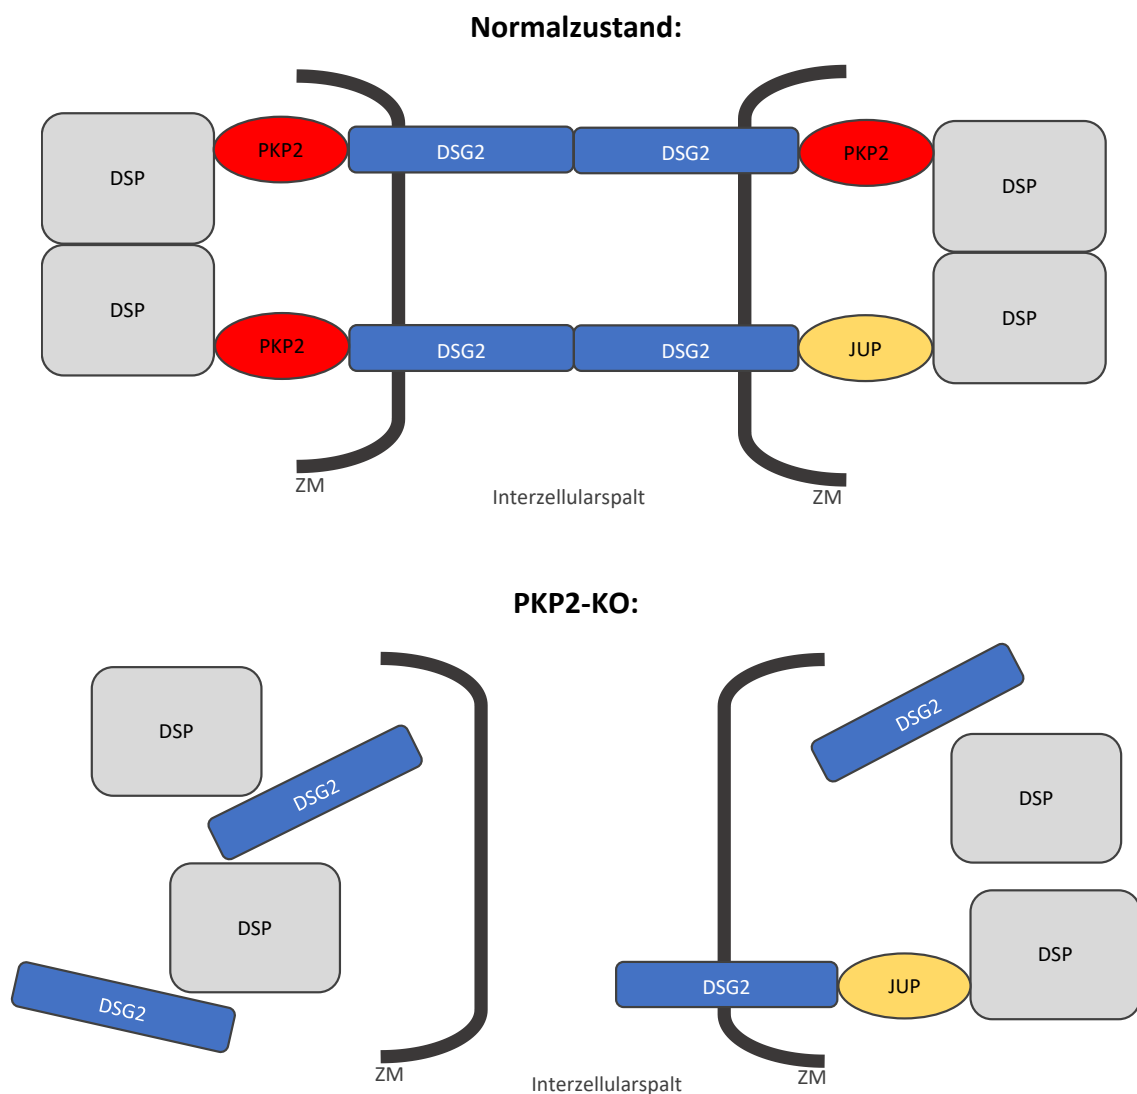 Normalzustand:
DSP
PKP2
DSG2
DSG2
PKP2
DSP
DSP
PKP2
DSG2
DSG2
JUP
DSP
ZM
Interzellularspalt
ZM
PKP2-KO:
DSP
DSG2
DSG2
DSP
DSP
DSG2
DSG2
JUP
DSP
ZM
Interzellularspalt
ZM